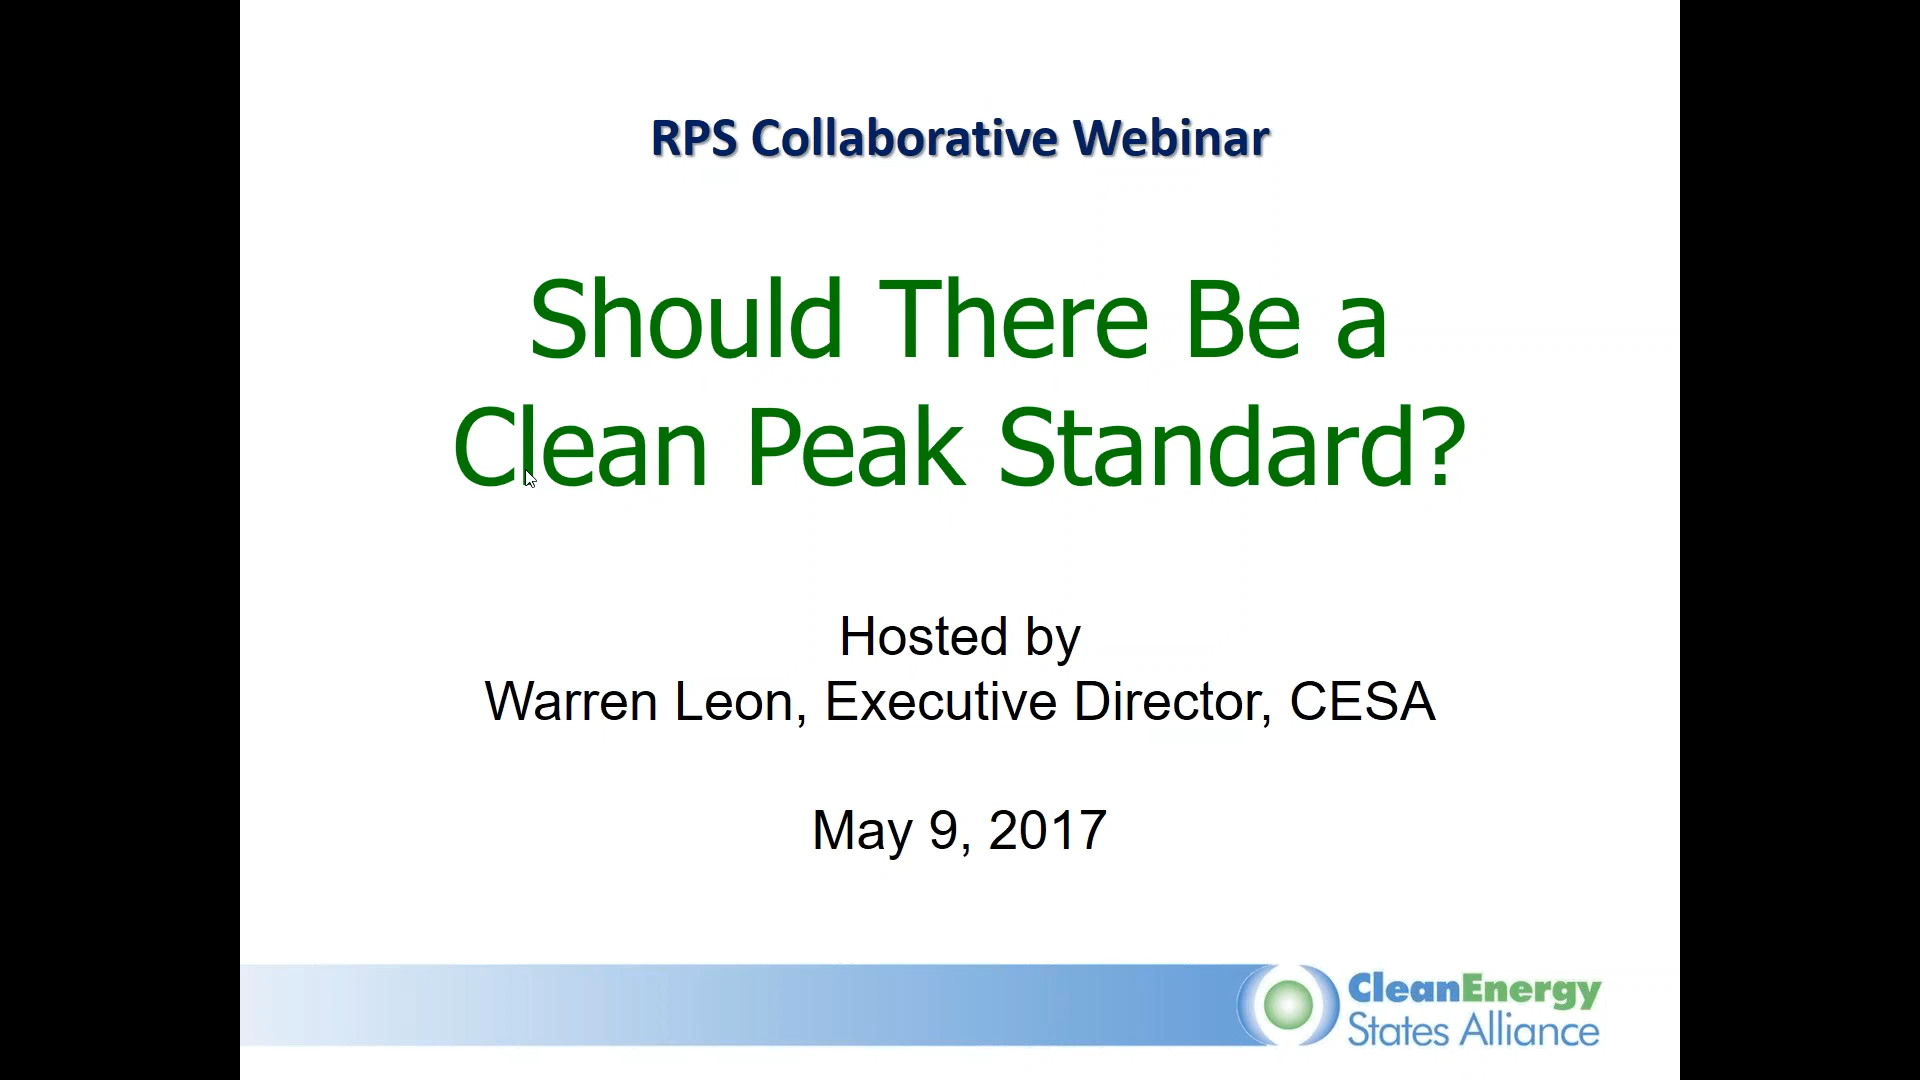 RPS Collaborative Webinar
Should There Be a
Clean Peak Standard?
Hosted by
Warren Leon, Executive Director, CESA
May 9, 2017
CleanEnergy
States Alliance